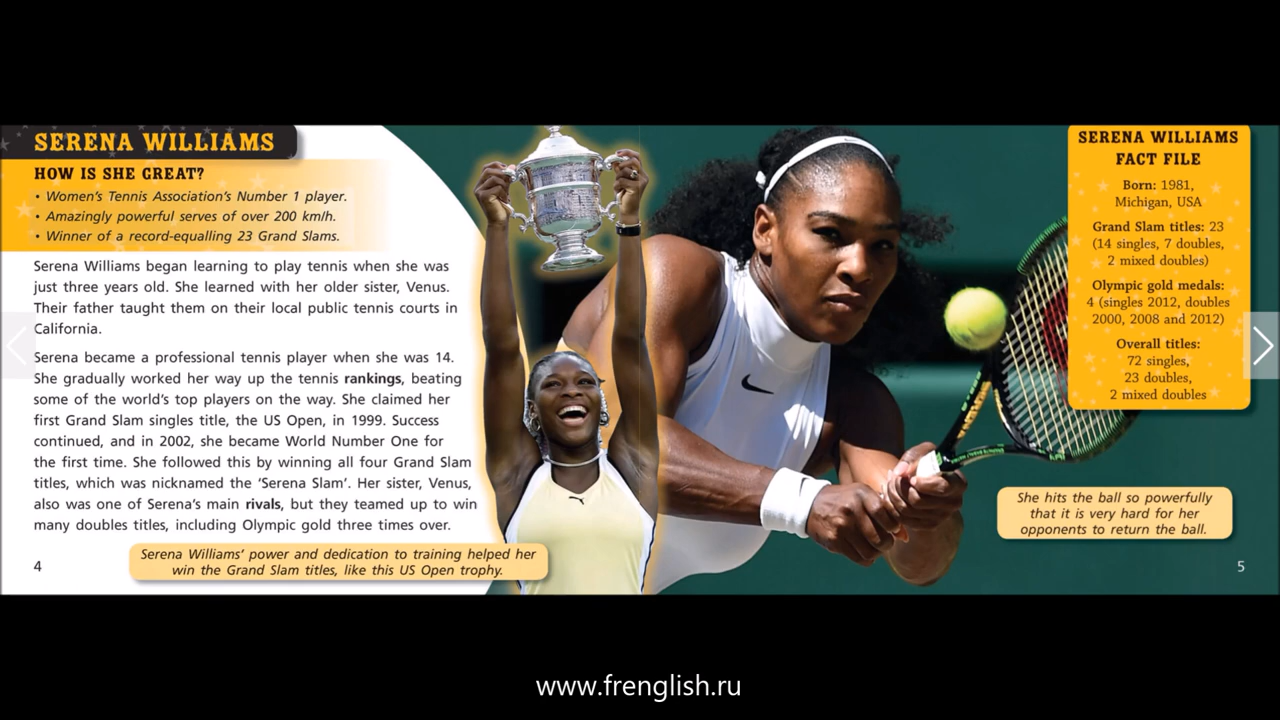 SERENA WILLIAMS
HOW IS SHE GREAT?
• Women's Tennis Association's Number 1 player.
• Amazingly powerful serves of over 200 km/h.
• Winner of a record-equalling 23 Grand Slams.
Serena Williams began learning to play tennis when she was
just three years old. She learned with her older sister, Venus.
Their father taught them on their local public tennis courts in
California.
Serena became a professional tennis player when she was 14.
She gradually worked her way up the tennis rankings, beating
some of the world's top players on the way. She claimed her
first Grand Slam singles title, the US Open, in 1999. Success
continued, and in 2002, she became World Number One for
the first time. She followed this by winning all four Grand Slam
titles, which was nicknamed the 'Serena Slam'. Her sister, Venus,
also was one of Serena's main rivals, but they teamed up to win
many doubles titles, including Olympic gold three times over.
Serena Williams' power and dedication to training helped her
win the Grand Slam titles, like this US Open trophy.
4
SERENA WILLIAMS
FACT FILE
Born: 1981,
Michigan, USA
Grand Slam titles: 23
(14 singles, 7 doubles,
2 mixed doubles)
Olympic gold medals:
4 (singles 2012, doubles
2000, 2008 and 2012)
Overall titles:
72 singles,
23 doubles,
2 mixed doubles
She hits the ball so powerfully
that it is very hard for her
opponents to return the ball.
5
www.frenglish.ru